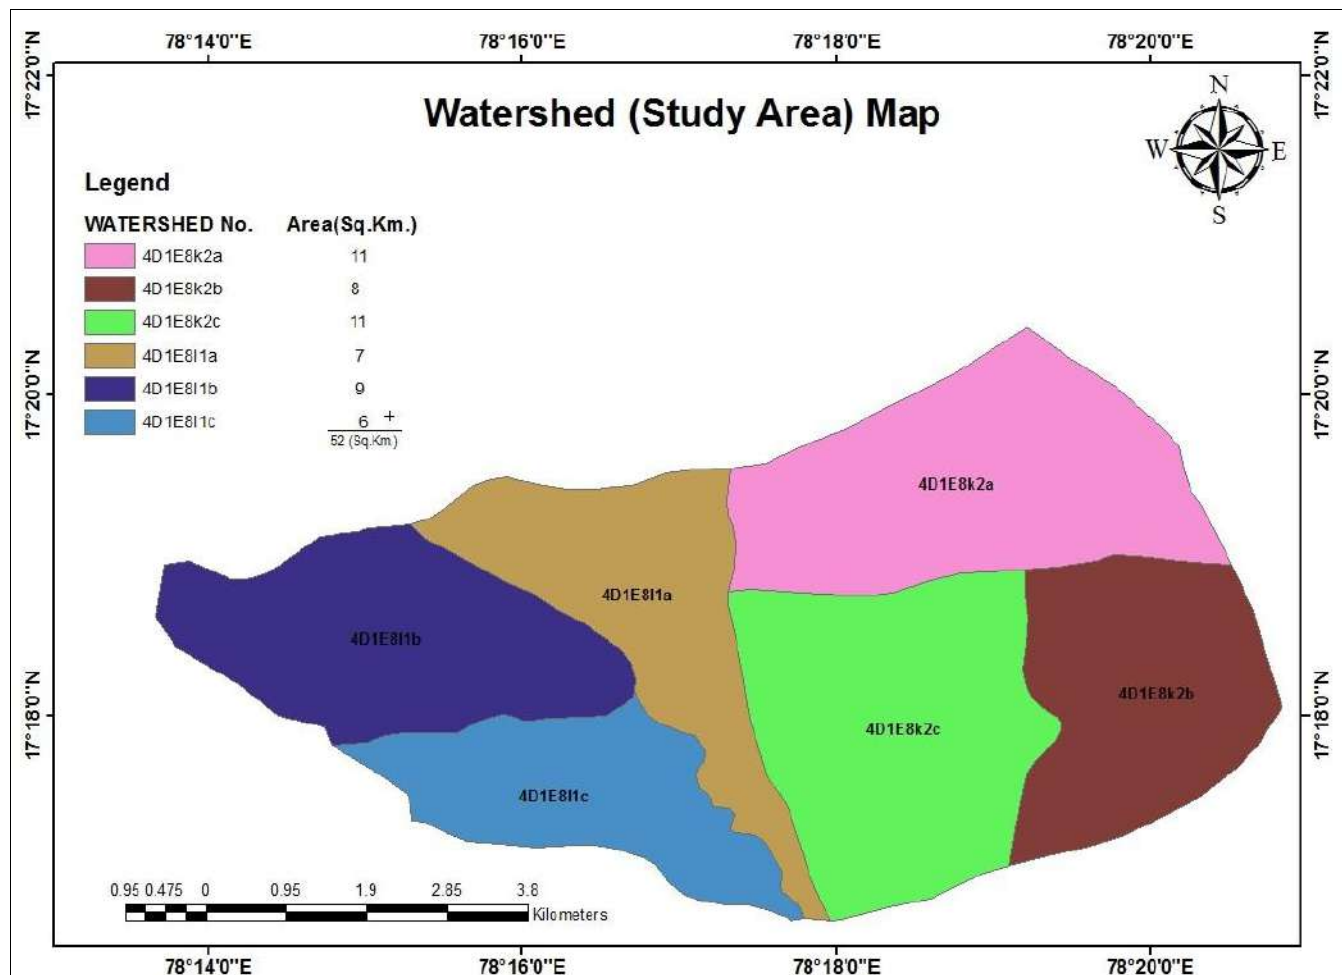 78°14'0"E 78°16'0"E 78°18'0"E 78°20'0"E
17°22'0"N 17°22'0"N
Watershed (Study Area) Map
N
W E
S
Legend
WATERSHED No. Area(Sq.Km.)
4D1E8k2a 11
4D1E8k2b 8
4D1E8k2c 11
4D1E8l1a 7
4D1E8l1b 9
4D1E8l1c 6 +
52 (Sq.Km.)
17°20'0"N 17°20'0"N
4D1E8k2a
4D1E8l1a
4D1E8l1b
4D1E8k2b
4D1E8k2c
17°18'0"N 17°18'0"N
4D1E8l1c
0.95 0.475 0 0.95 1.9 2.85 3.8
Kilometers
78°14'0"E 78°16'0"E 78°18'0"E 78°20'0"E